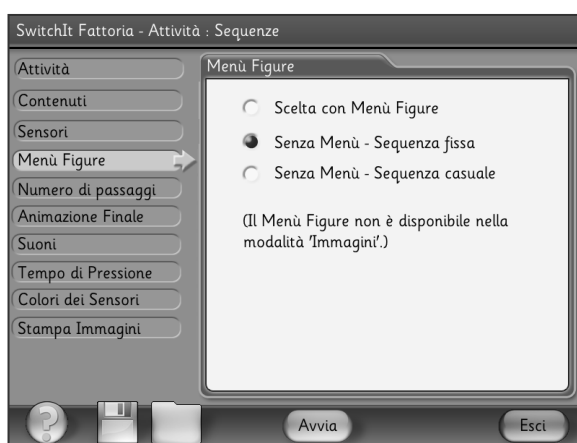 SwitchIt Fattoria - Attività : Sequenze
Attività
Contenuti
Sensori
Menù Figure
Numero di passaggi
Animazione Finale
Suoni
Tempo di Pressione
Colori dei Sensori
Stampa Immagini
Menù Figure
Scelta con Menù Figure
Senza Menù - Sequenza fissa
Senza Menù - Sequenza casuale
(Il Menù Figure non è disponibile nella
modalità 'Immagini'.)
?
Avvia
Esci